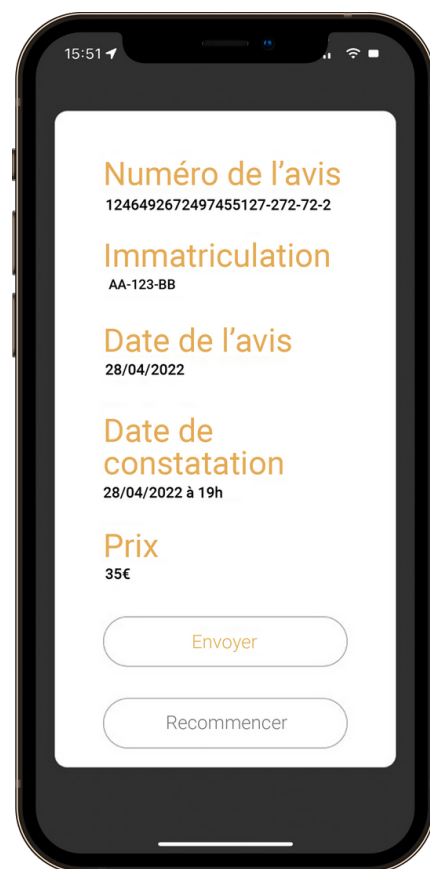 15:51
Numéro de l'avis
1246492672497455127-272-72-2
Immatriculation
AA-123-BB
Date de l'avis
28/04/2022
Date de
constatation
28/04/2022 à 19h
Prix
35€
Envoyer
Recommencer